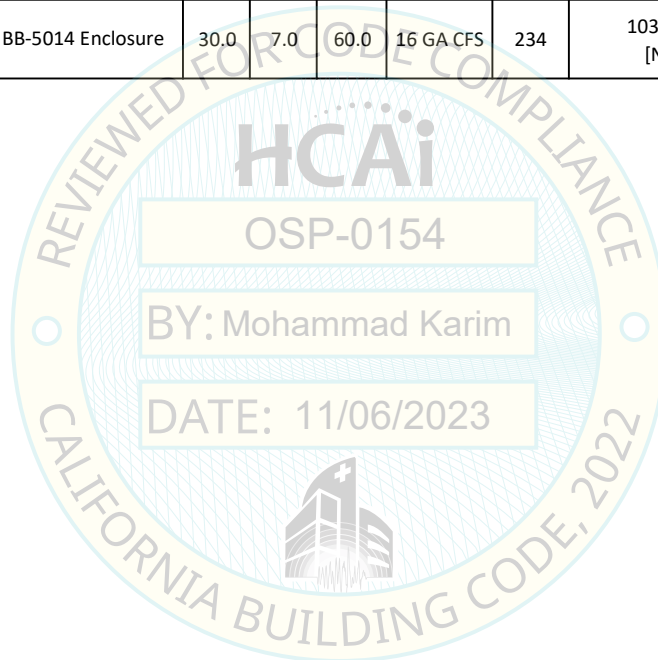 BB-5014 Enclosure 30.0 7.0 60.0 16 GA CFS 234 103
[N
REVIEWED FOR CODE COMPLIANCE
HCAi
OSP-0154
BY: Mohammad Karim
DATE: 11/06/2023
CALIFORNIA BUILDING CODE, 2022